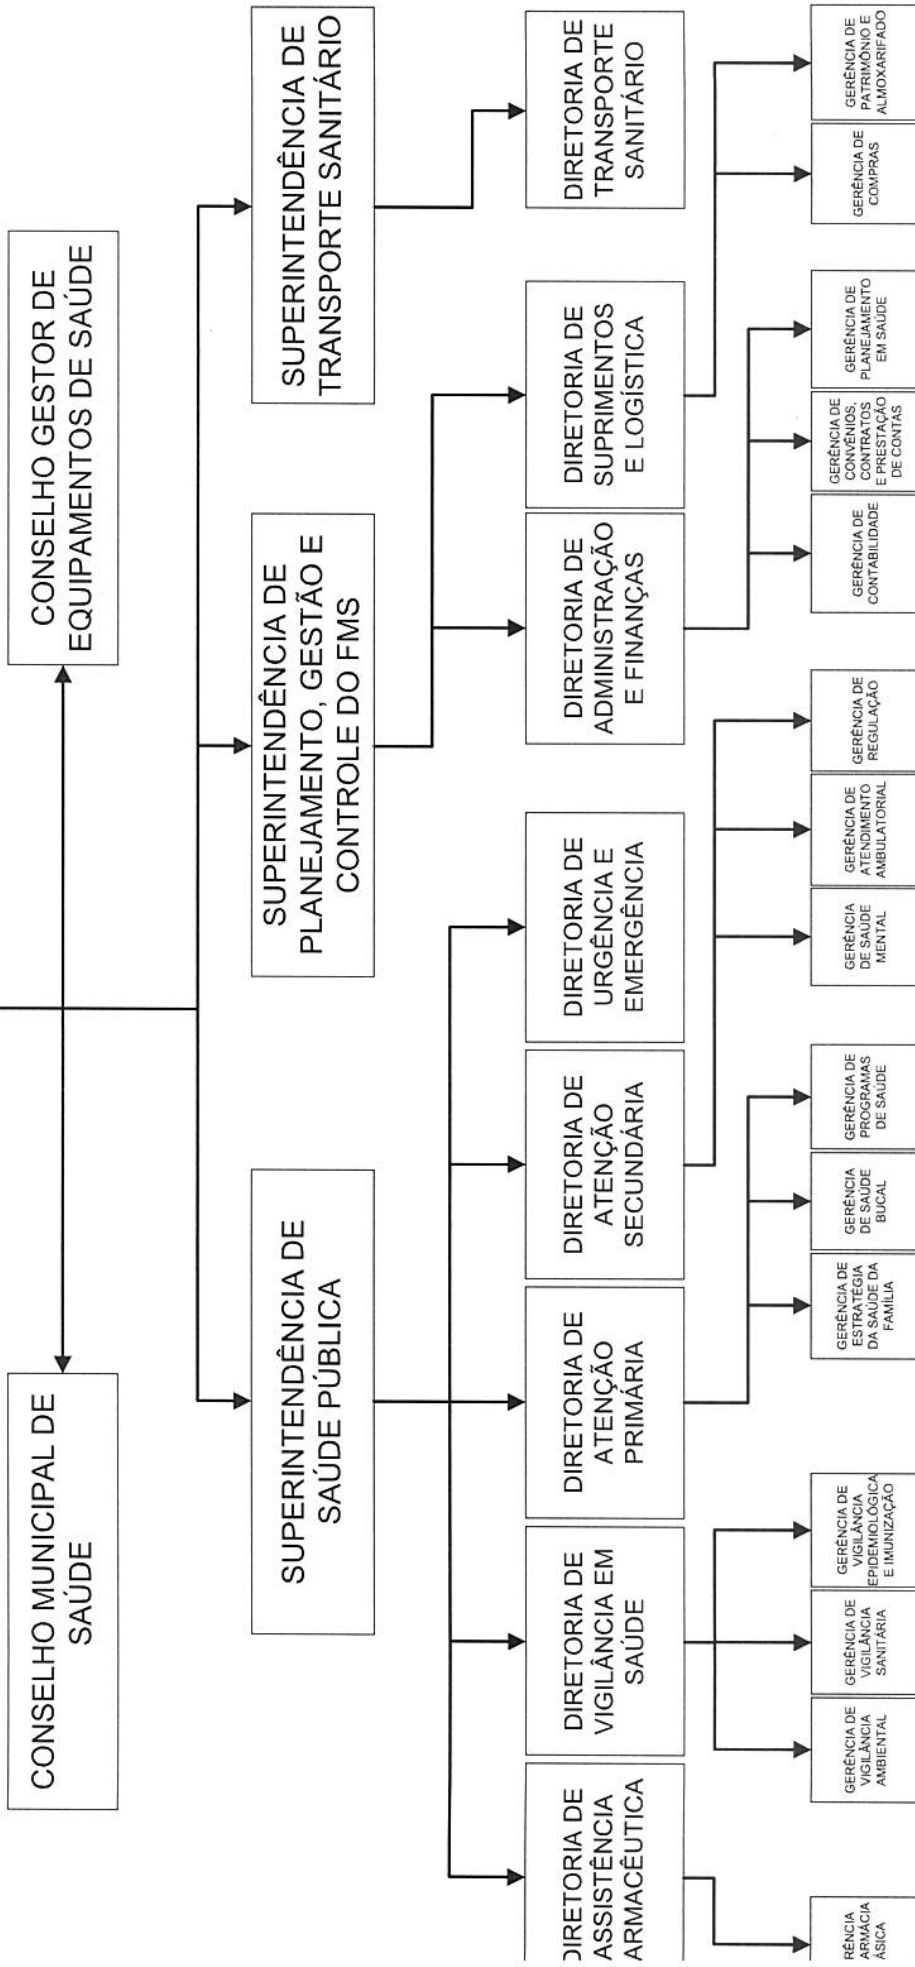 CONSELHO MUNICIPAL DE
SAÚDE
CONSELHO GESTOR DE
EQUIPAMENTOS DE SAÚDE
SUPERINTENDÊNCIA DE
SAÚDE PÚBLICA
SUPERINTENDÊNCIA DE
PLANEJAMENTO, GESTÃO E
CONTROLE DO FMS
SUPERINTENDÊNCIA DE
TRANSPORTE SANITÁRIO
DIRETORIA DE
ASSISTÊNCIA
ARMACÊUTICA
DIRETORIA DE
VIGILÂNCIA EM
SAÚDE
DIRETORIA DE
ATENÇÃO
PRIMÁRIA
DIRETORIA DE
ATENÇÃO
SECUNDÁRIA
DIRETORIA DE
URGÊNCIA E
EMERGÊNCIA
DIRETORIA DE
ADMINISTRAÇÃO
E FINANÇAS
DIRETORIA DE
SUPRIMENTOS
E LOGÍSTICA
DIRETORIA DE
TRANSPORTE
SANITÁRIO
RÊNCIA
ARMÁCIA
ÁSICA
GERÊNCIA DE
VIGILÂNCIA
AMBIENTAL
GERÊNCIA DE
VIGILÂNCIA
SANITÁRIA
GERÊNCIA DE
VIGILÂNCIA
EPIDEMIOLÓGICA
E IMUNIZAÇÃO
GERÊNCIA DE
ESTRATÉGIA
DA SAÚDE DA
FAMÍLIA
GERÊNCIA
DE SAÚDE
BUCAL
GERÊNCIA DE
PROGRAMAS
DE SAÚDE
GERÊNCIA
DE SAÚDE
MENTAL
GERÊNCIA DE
ATENDIMENTO
AMBULATORIAL
GERÊNCIA DE
REGULAÇÃO
GERÊNCIA DE
CONTABILIDADE
GERÊNCIA DE
CONVÊNIOS,
CONTRATOS
E PRESTAÇÃO
DE CONTAS
GERÊNCIA DE
PLANEJAMENTO
EM SAÚDE
GERÊNCIA DE
COMPRAS
GERÊNCIA DE
PATRIMÔNIO E
ALMOXARIFADO